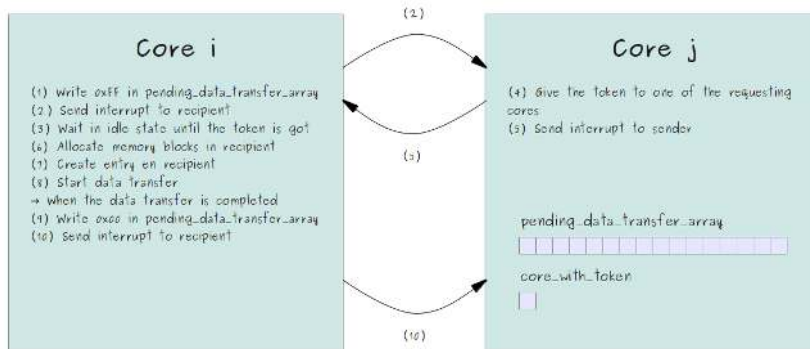 (2)
Core i
(1) Write 0xFF in pending_data_transfer_array
(2) Send interrupt to recipient
(3) Wait in idle state until the token is got
(6) Allocate memory blocks in recipient
(7) Create entry en recipient
(8) Start data transfer
→ When the data transfer is completed
(9) Write 0x00 in pending_data_transfer_array
(10) Send interrupt to recipient
Core j
(4) Give the token to one of the requesting
cores
(5) Send interrupt to sender
(5)
pending_data_transfer_array
core_with_token
(10)